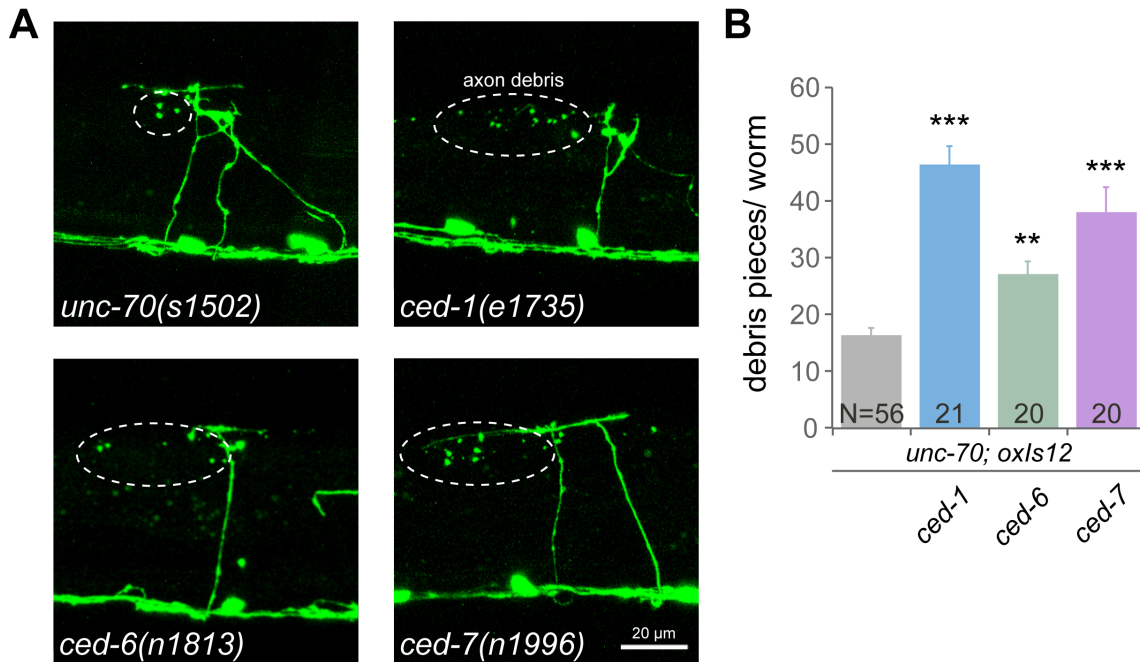 A
axon debris
unc-70(s1502)
ced-1(e1735)
ced-6(n1813)
ced-7(n1996)
20 µm
B
debris pieces/ worm
60
50
40
30
20
10
0
***
**
***
N=56
21
20
20
unc-70; oxIs12
ced-1
ced-6
ced-7